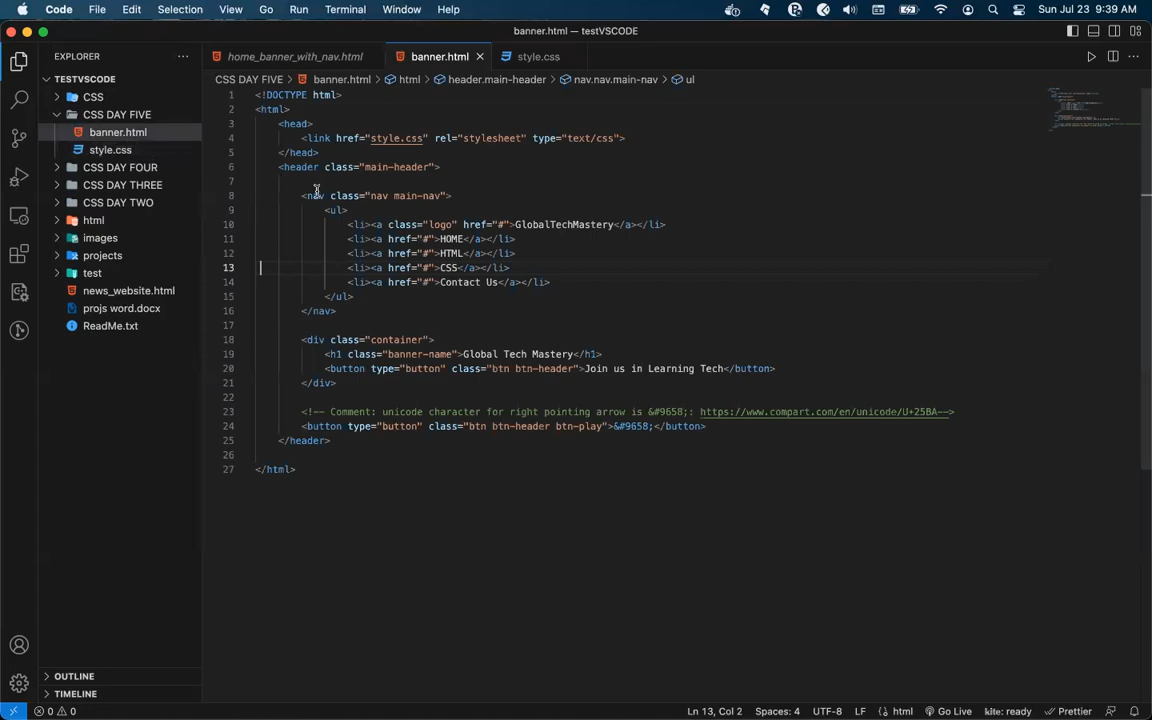 Code File Edit Selection View Go Run Terminal Window Help Sun Jul 23 9:39 AM
banner.html — testVSCODE
EXPLORER
home_banner_with_nav.html banner.html style.css
TESTVSCODE
CSS DAY FIVE > banner.html > html > header.main-header > nav.nav.main-nav > ul
CSS
CSS DAY FIVE
banner.html
style.css
CSS DAY FOUR
CSS DAY THREE
CSS DAY TWO
html
images
projects
test
news_website.html
projs word.docx
ReadMe.txt
OUTLINE
TIMELINE
1 <!DOCTYPE html>
2 <html>
3 <head>
4 <link href="style.css" rel="stylesheet" type="text/css">
5 </head>
6 <header class="main-header">
7
8 <nav class="nav main-nav">
9 <ul>
10 <li><a class="logo" href="#">GlobalTechMastery</a></li>
11 <li><a href="#">HOME</a></li>
12 <li><a href="#">HTML</a></li>
13 <li><a href="#">CSS</a></li>
14 <li><a href="#">Contact Us</a></li>
15 </ul>
16 </nav>
17
18 <div class="container">
19 <h1 class="banner-name">Global Tech Mastery</h1>
20 <button type="button" class="btn btn-header">Join us in Learning Tech</button>
21 </div>
22
23 <!-- Comment: unicode character for right pointing arrow is &#9658;: https://www.compart.com/en/unicode/U+25BA-->
24 <button type="button" class="btn btn-header btn-play">&#9658;</button>
25 </header>
26
27 </html>
0 0 Ln 13, Col 2 Spaces: 4 UTF-8 LF {} html Go Live kite: ready Prettier